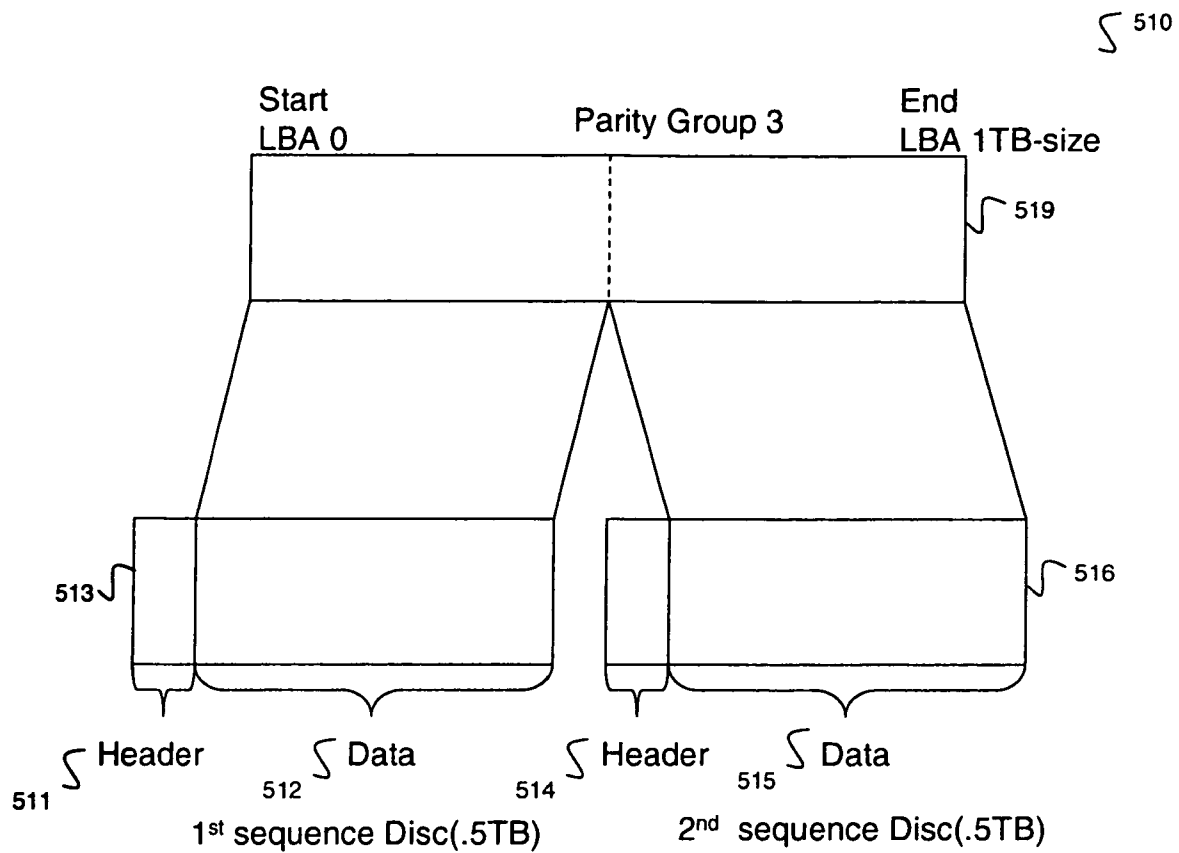 510
Start
LBA 0
Parity Group 3
End
LBA 1TB-size
519
513
516
Header
Data
Header
Data
511
512
514
515
1st sequence Disc(.5TB)
2nd sequence Disc(.5TB)